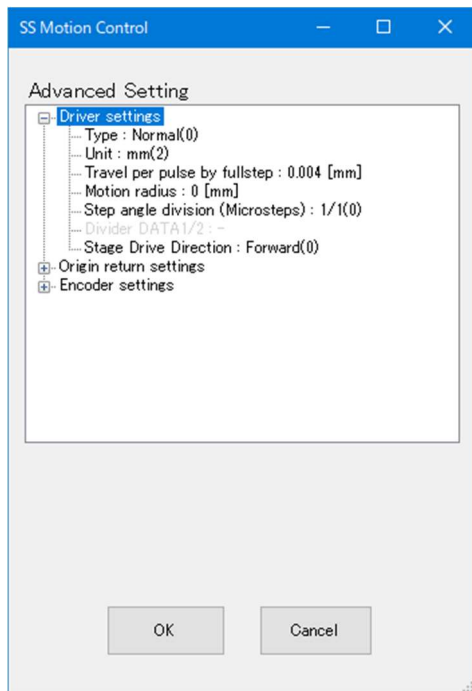 SS Motion Control
Advanced Setting
Driver settings
Type : Normal(0)
Unit : mm(2)
Travel per pulse by fullstep : 0.004 [mm]
Motion radius : 0 [mm]
Step angle division (Microsteps) : 1/1(0)
Divider DATA1/2 : -
Stage Drive Direction : Forward(0)
Origin return settings
Encoder settings
OK
Cancel